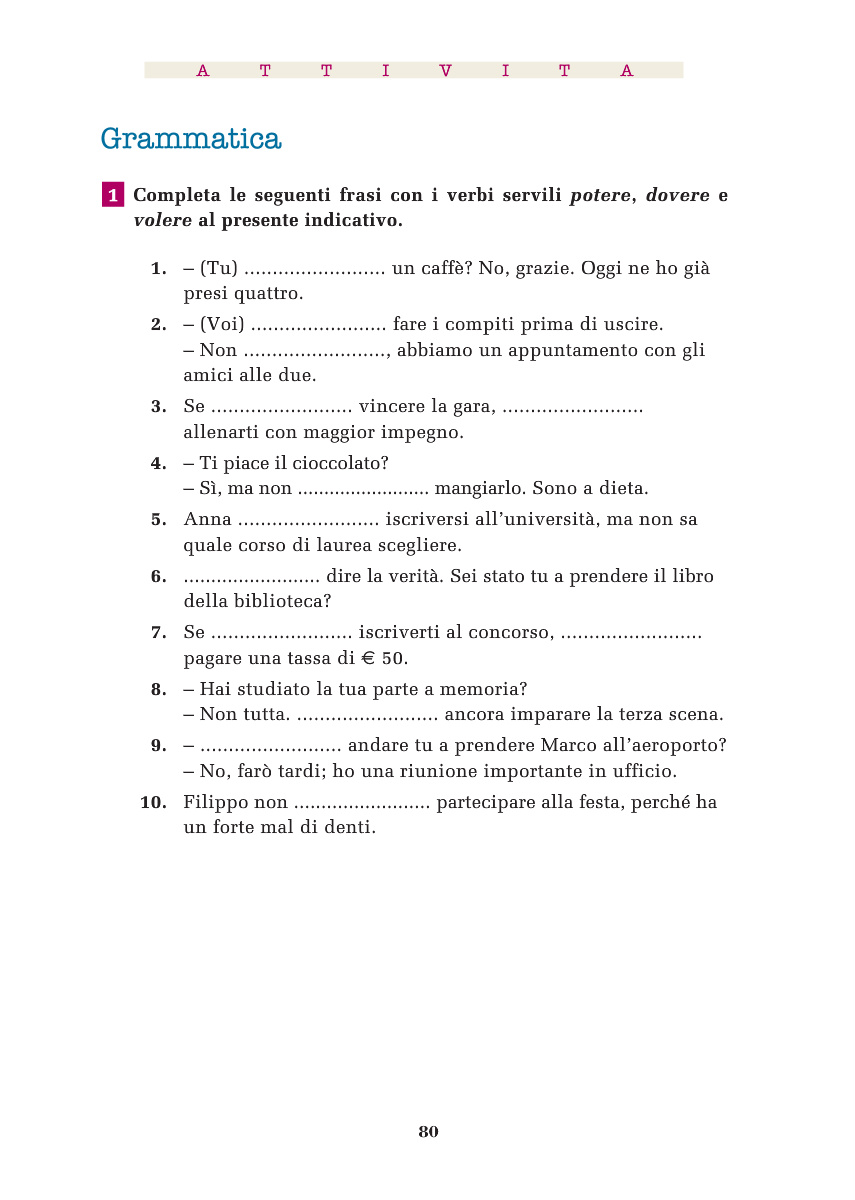 A T T I V I T A
Grammatica
1 Completa le seguenti frasi con i verbi servili potere, dovere e
volere al presente indicativo.
1. – (Tu) ......................... un caffè? No, grazie. Oggi ne ho già
presi quattro.
2. – (Voi) ........................ fare i compiti prima di uscire.
– Non ........................., abbiamo un appuntamento con gli
amici alle due.
3. Se ......................... vincere la gara, .........................
allenarti con maggior impegno.
4. – Ti piace il cioccolato?
– Sì, ma non ......................... mangiarlo. Sono a dieta.
5. Anna ......................... iscriversi all’università, ma non sa
quale corso di laurea scegliere.
6. ......................... dire la verità. Sei stato tu a prendere il libro
della biblioteca?
7. Se ......................... iscriverti al concorso, .........................
pagare una tassa di € 50.
8. – Hai studiato la tua parte a memoria?
– Non tutta. ......................... ancora imparare la terza scena.
9. – ......................... andare tu a prendere Marco all’aeroporto?
– No, farò tardi; ho una riunione importante in ufficio.
10. Filippo non ......................... partecipare alla festa, perché ha
un forte mal di denti.
80